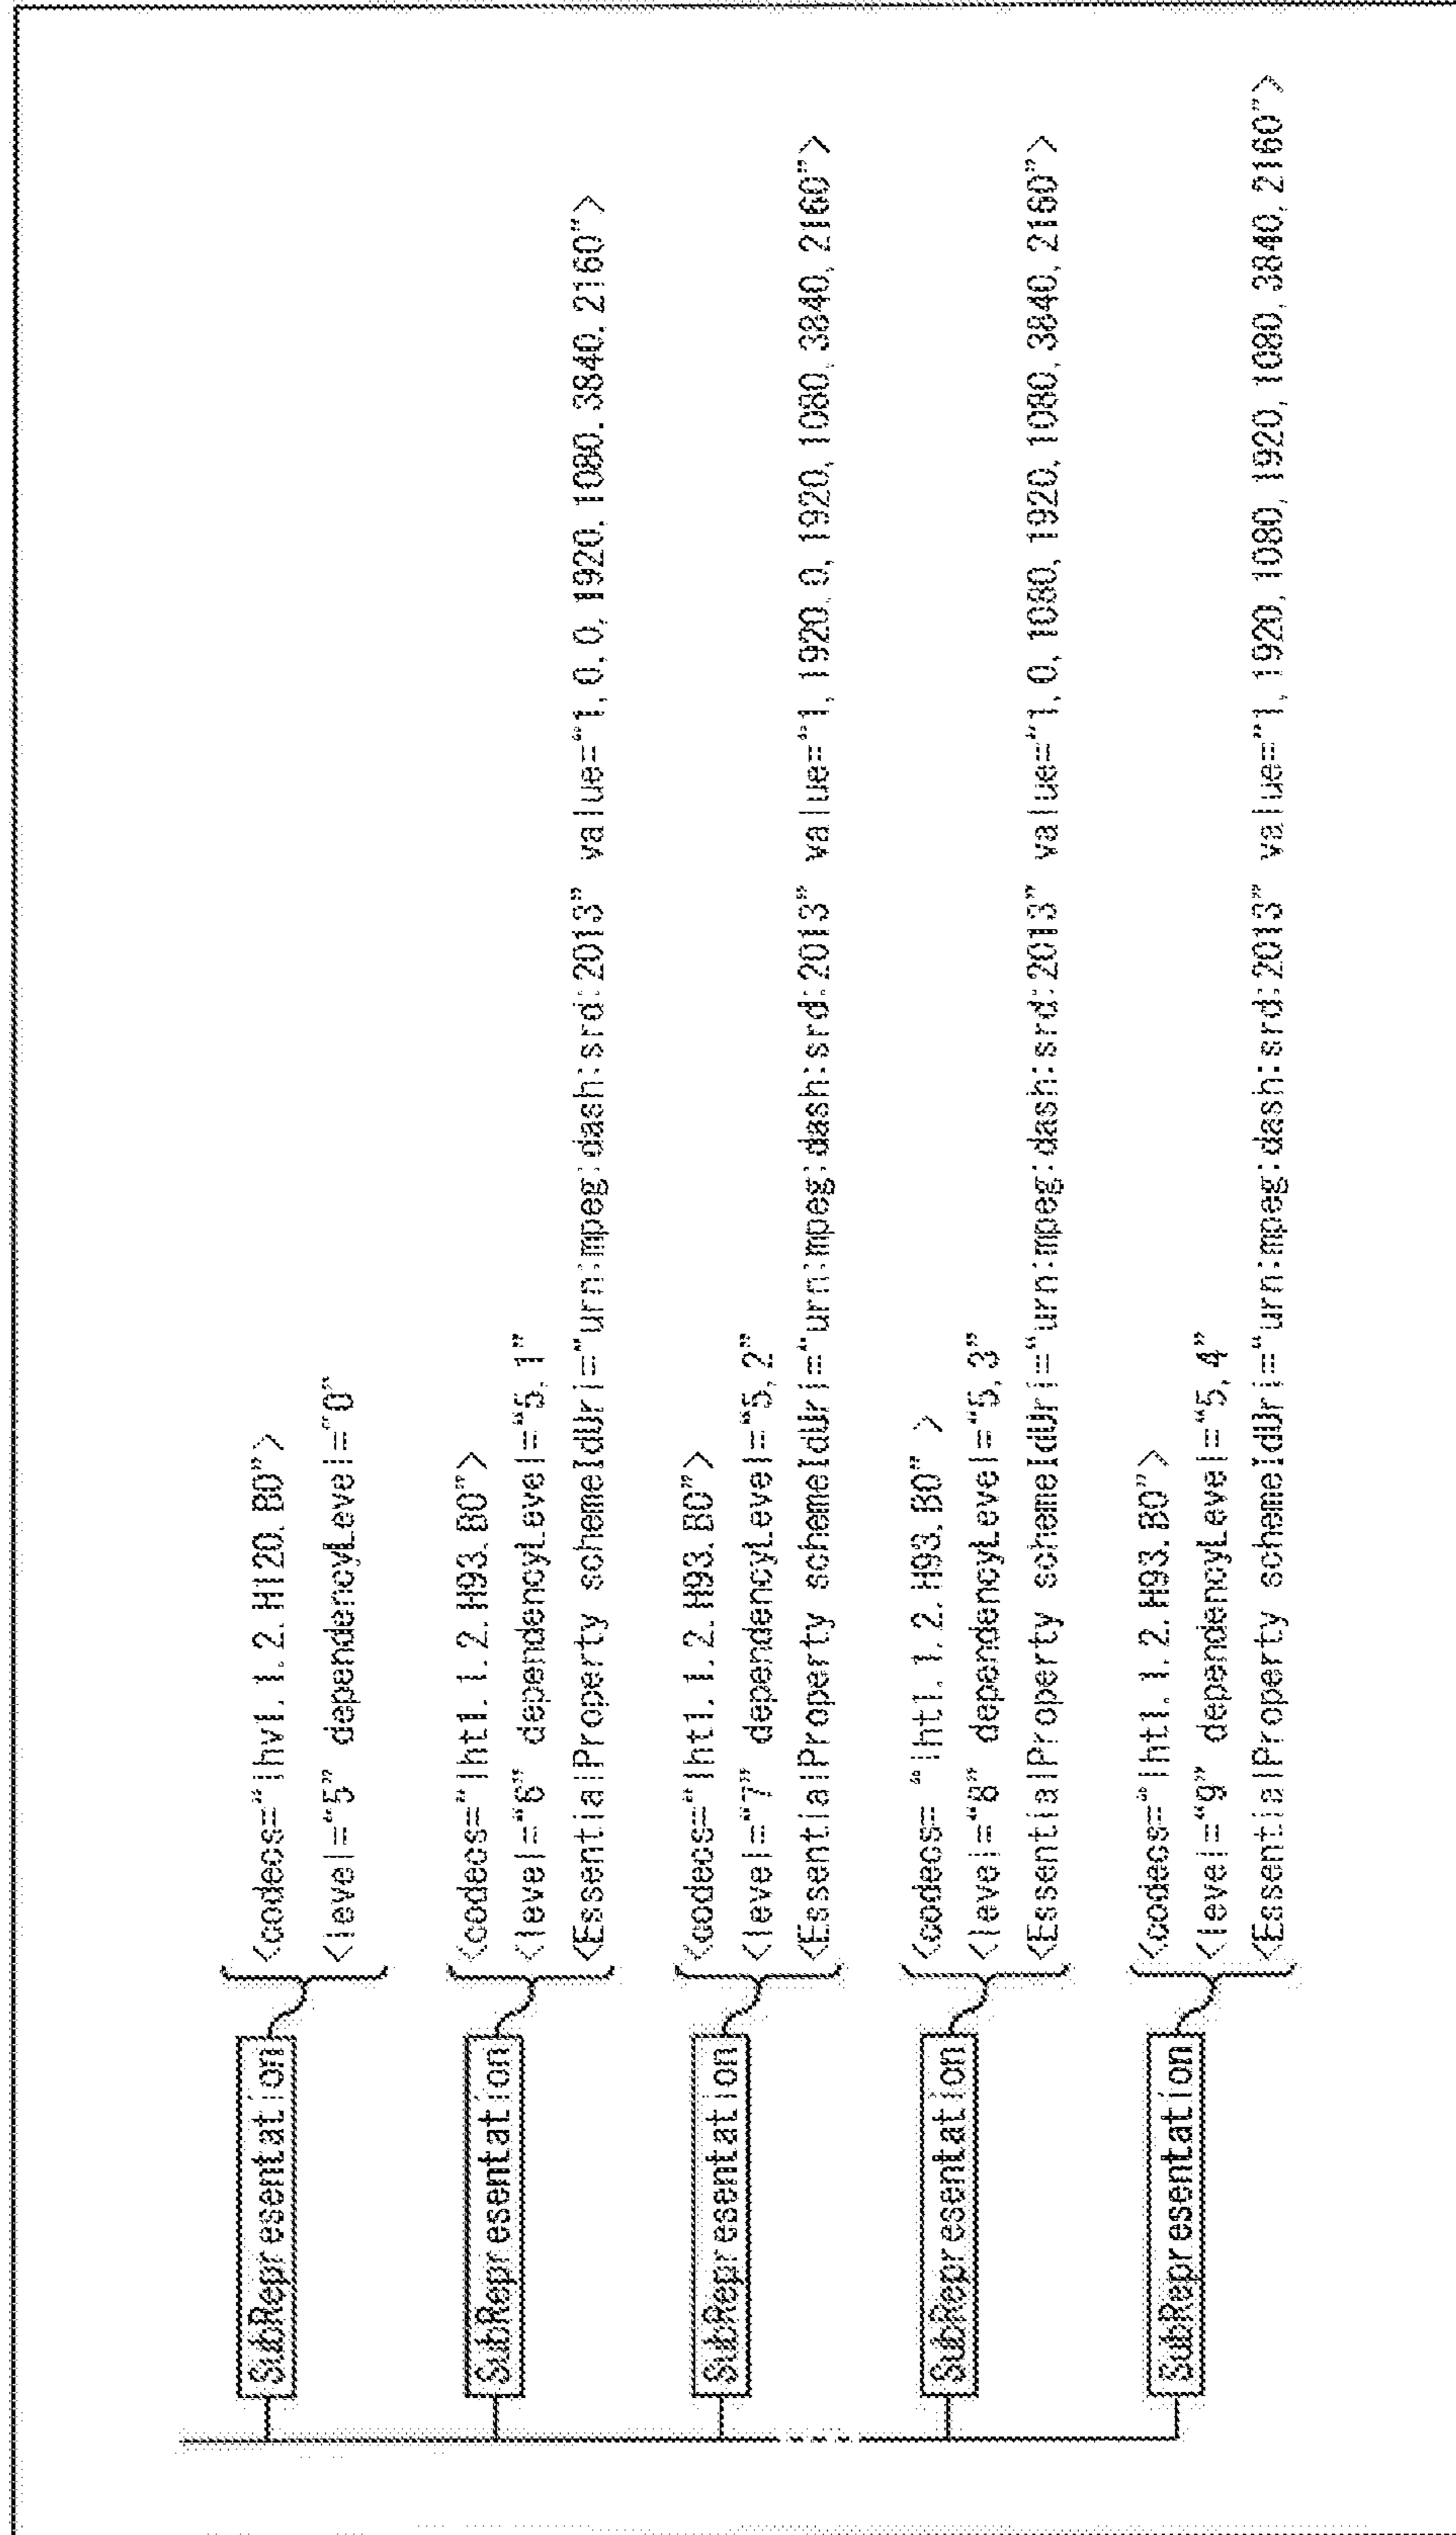 SubRepresentation
<codecs="lhv1.1.2.H120.B0">
<level="5" dependencyLevel="0"
SubRepresentation
<codecs="lht1.1.2.H93.B0">
<level="6" dependencyLevel="5,1"
<EssentialProperty schemeIdUri="urn:mpeg:dash:srd:2013" value="1,0,0,1920,1080,3840,2160">
SubRepresentation
<codecs="lht1.1.2.H93.B0">
<level="7" dependencyLevel="5,2"
<EssentialProperty schemeIdUri="urn:mpeg:dash:srd:2013" value="1,1920,0,1920,1080,3840,2160">
SubRepresentation
<codecs= "lht1.1.2.H93.B0" >
<level="8" dependencyLevel="5,3"
<EssentialProperty schemeIdUri="urn:mpeg:dash:srd:2013" value="1,0,1080,1920,1080,3840,2160">
SubRepresentation
<codecs="lht1.1.2.H93.B0">
<level="9" dependencyLevel="5,4"
<EssentialProperty schemeIdUri="urn:mpeg:dash:srd:2013" value="1,1920,1080,1920,1080,3840,2160">